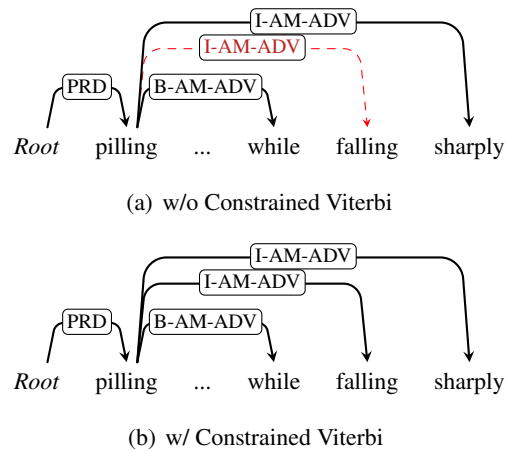 I-AM-ADV
I-AM-ADV
PRD B-AM-ADV
Root pilling ... while falling sharply
(a) w/o Constrained Viterbi
I-AM-ADV
I-AM-ADV
PRD B-AM-ADV
Root pilling ... while falling sharply
(b) w/ Constrained Viterbi